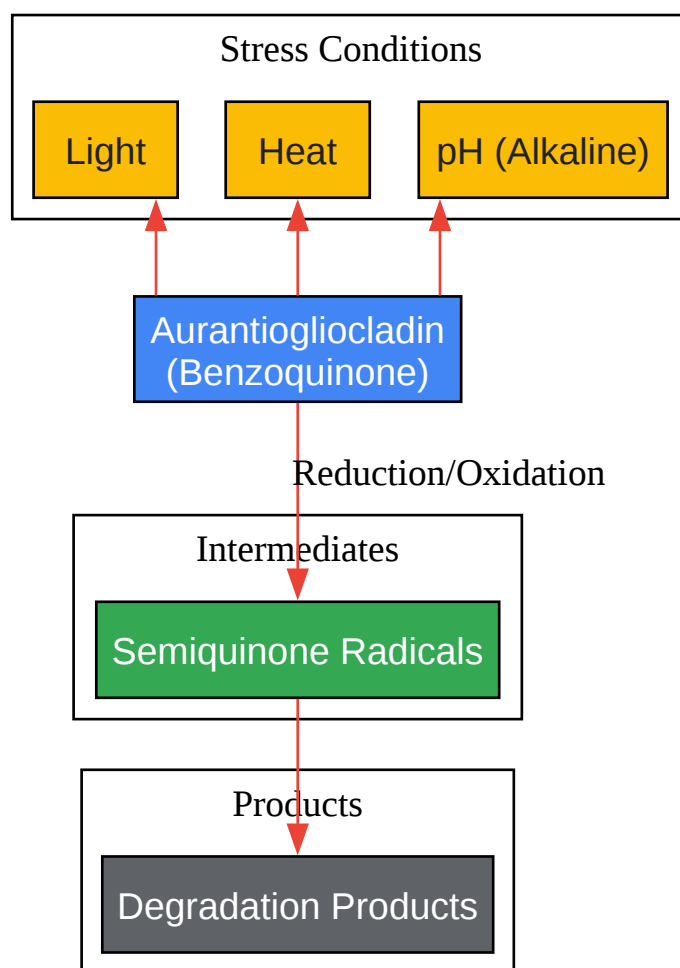 Stress Conditions
Light
Heat
pH (Alkaline)
Aurantiogliocladin
(Benzoquinone)
Reduction/Oxidation
Intermediates
Semiquinone Radicals
Products
Degradation Products